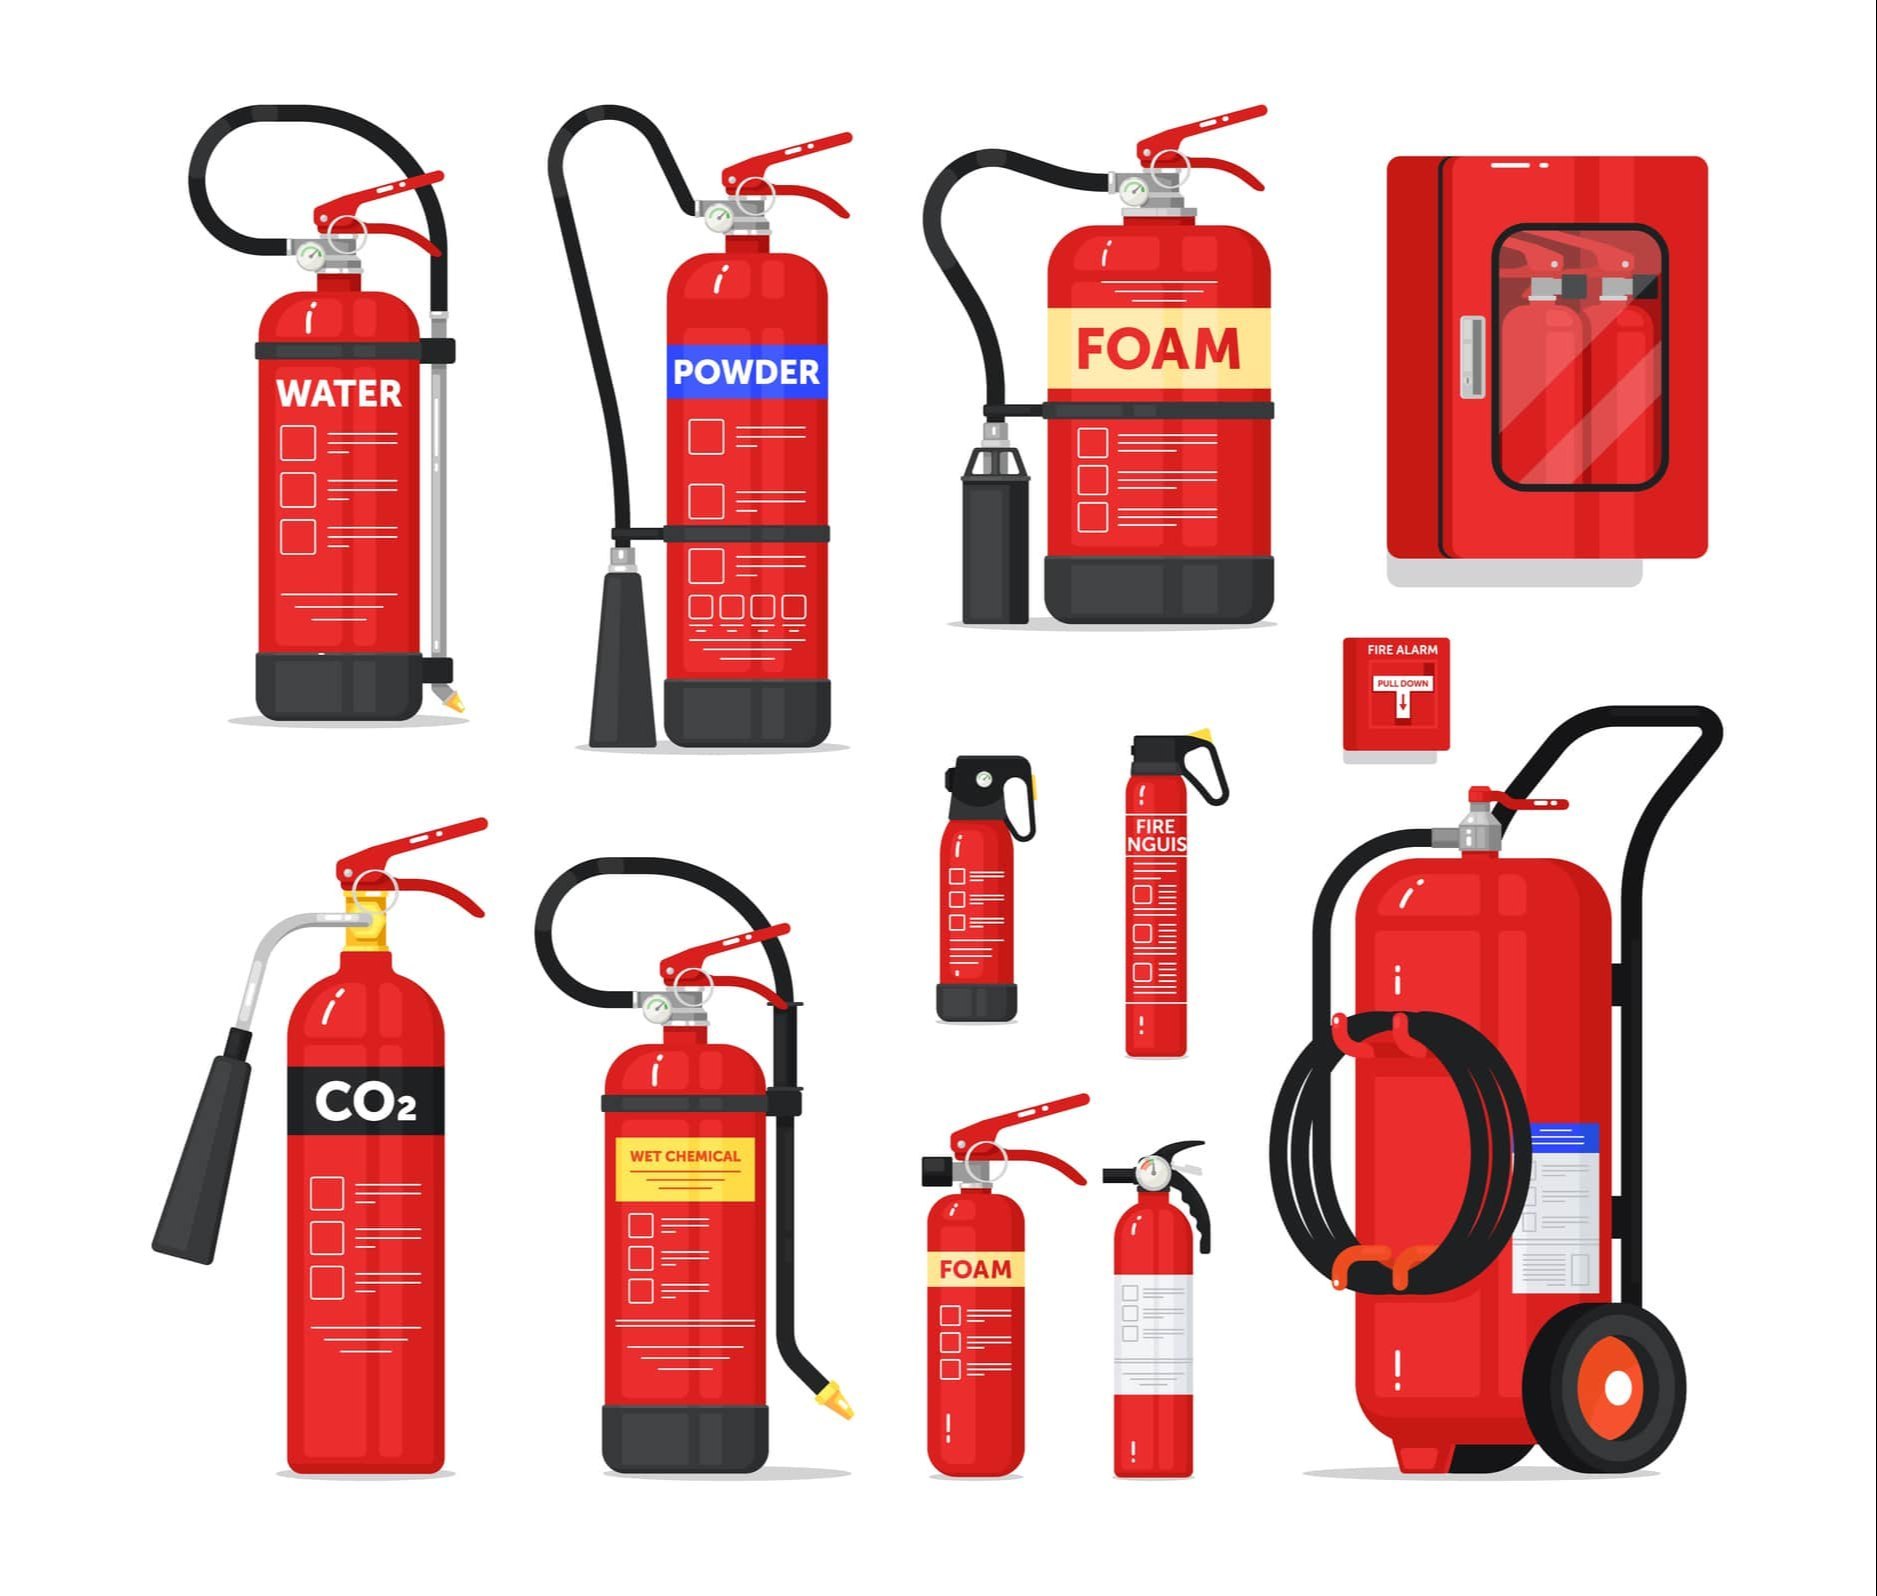 WATER
POWDER
FOAM
FIRE ALARM
PULL DOWN
FIRE
NGUIS
CO₂
WET CHEMICAL
FOAM